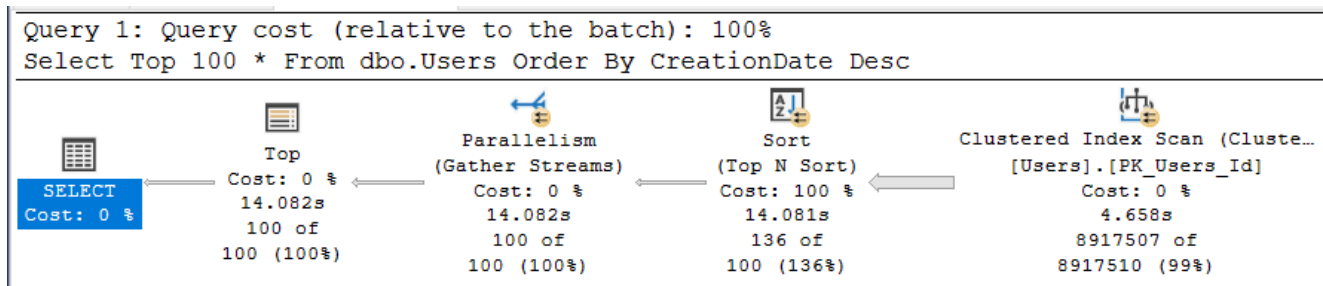 Query 1: Query cost (relative to the batch): 100%
Select Top 100 * From dbo.Users Order By CreationDate Desc
SELECT
Cost: 0 %
Top
Cost: 0 %
14.082s
100 of
100 (100%)
Parallelism
(Gather Streams)
Cost: 0 %
14.082s
100 of
100 (100%)
Sort
(Top N Sort)
Cost: 100 %
14.081s
136 of
100 (136%)
Clustered Index Scan (Cluste…
[Users].[PK_Users_Id]
Cost: 0 %
4.658s
8917507 of
8917510 (99%)